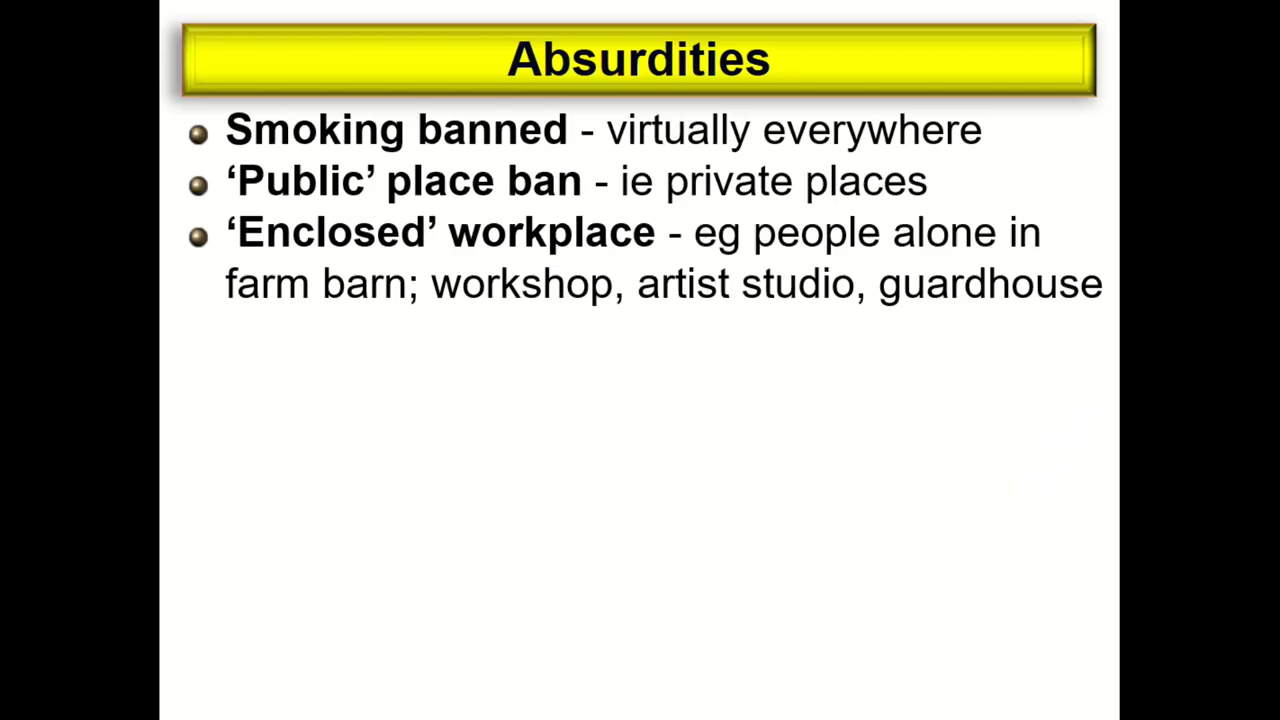 Absurdities
Smoking banned - virtually everywhere
‘Public’ place ban - ie private places
‘Enclosed’ workplace - eg people alone in
farm barn; workshop, artist studio, guardhouse